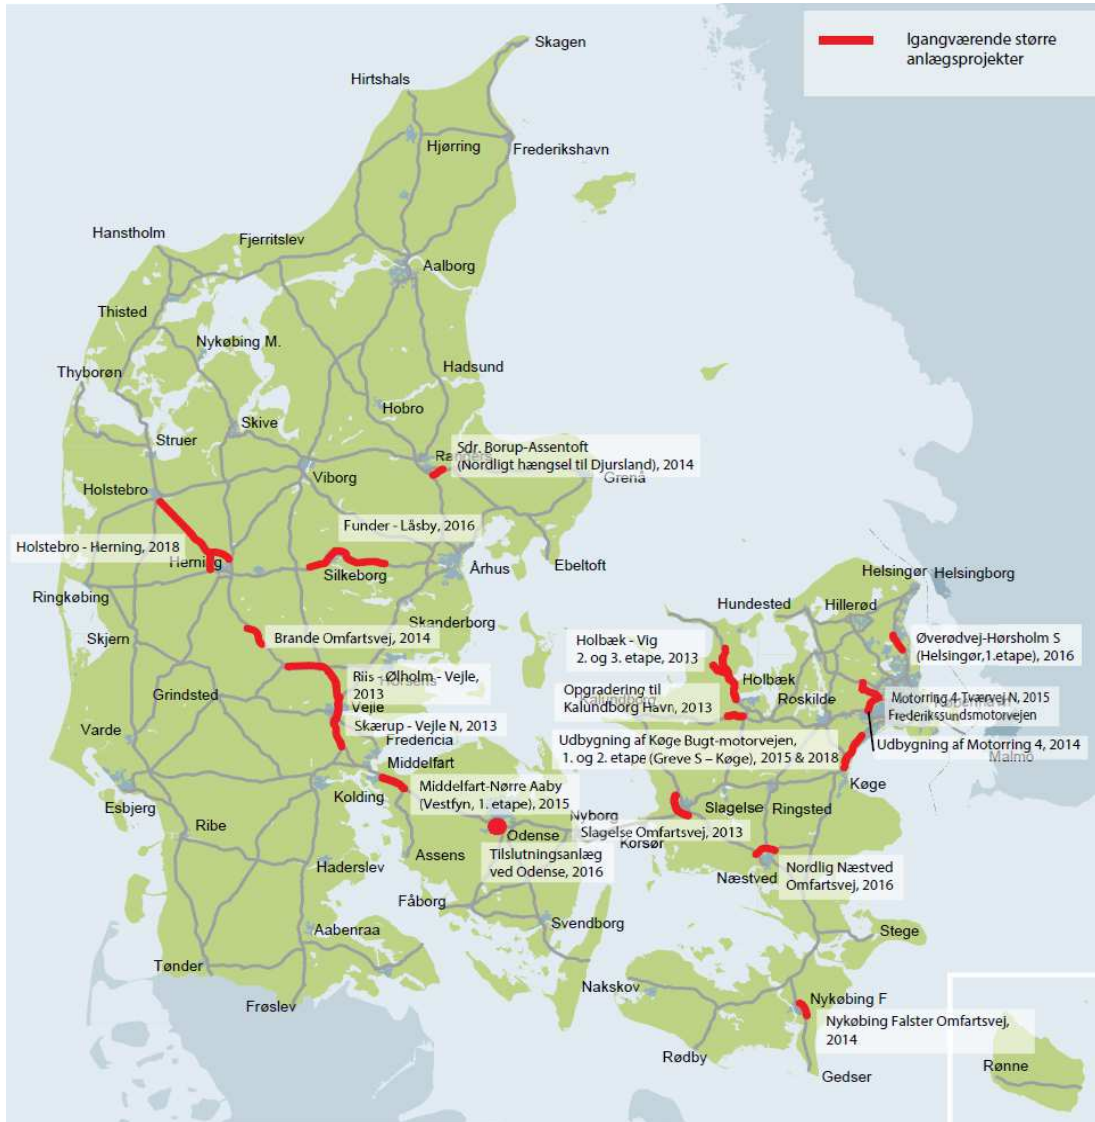 Igangværende større
anlægsprojekter
Skagen
Hirtshals
Hjørring
Frederikshavn
Hanstholm
Fjerritslev
Aalborg
Thisted
Nykøbing M.
Thyborøn
Hadsund
Hobro
Skive
Struer
Sdr. Borup-Assentoft
(Nordligt hængsel til Djursland), 2014
Randers
Grenå
Viborg
Holstebro
Funder - Låsby, 2016
Holstebro - Herning, 2018
Herning
Silkeborg
Århus
Ebeltoft
Helsingør
Helsingborg
Ringkøbing
Hundested
Hillerød
Skanderborg
Skjern
Brande Omfartsvej, 2014
Holbæk - Vig
2. og 3. etape, 2013
Øverødvej-Hørsholm S
(Helsingør,1.etape), 2016
Riis - Ølholm - Vejle,
2013
Horsens
Holbæk
Grindsted
Opgradering til
Kalundborg Havn, 2013
Kalundborg
Roskilde
Motorring 4-Tværvej N, 2015
Frederikssundsmotorvejen
København
Vejle
Skærup - Vejle N, 2013
Varde
Fredericia
Udbygning af Køge Bugt-motorvejen,
1. og 2. etape (Greve S – Køge), 2015 & 2018
Udbygning af Motorring 4, 2014
Malmö
Middelfart
Køge
Kolding
Middelfart-Nørre Aaby
(Vestfyn, 1. etape), 2015
Esbjerg
Slagelse
Ringsted
Nyborg
Ribe
Odense
Slagelse Omfartsvej, 2013
Korsør
Assens
Tilslutningsanlæg
ved Odense, 2016
Haderslev
Næstved
Nordlig Næstved
Omfartsvej, 2016
Fåborg
Svendborg
Aabenraa
Stege
Tønder
Nakskov
Frøslev
Nykøbing F
Nykøbing Falster Omfartsvej,
2014
Rødby
Gedser
Rønne